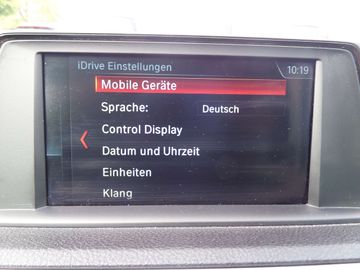 iDrive Einstellungen 10:19
Mobile Geräte
Sprache: Deutsch
Control Display
Datum und Uhrzeit
Einheiten
Klang